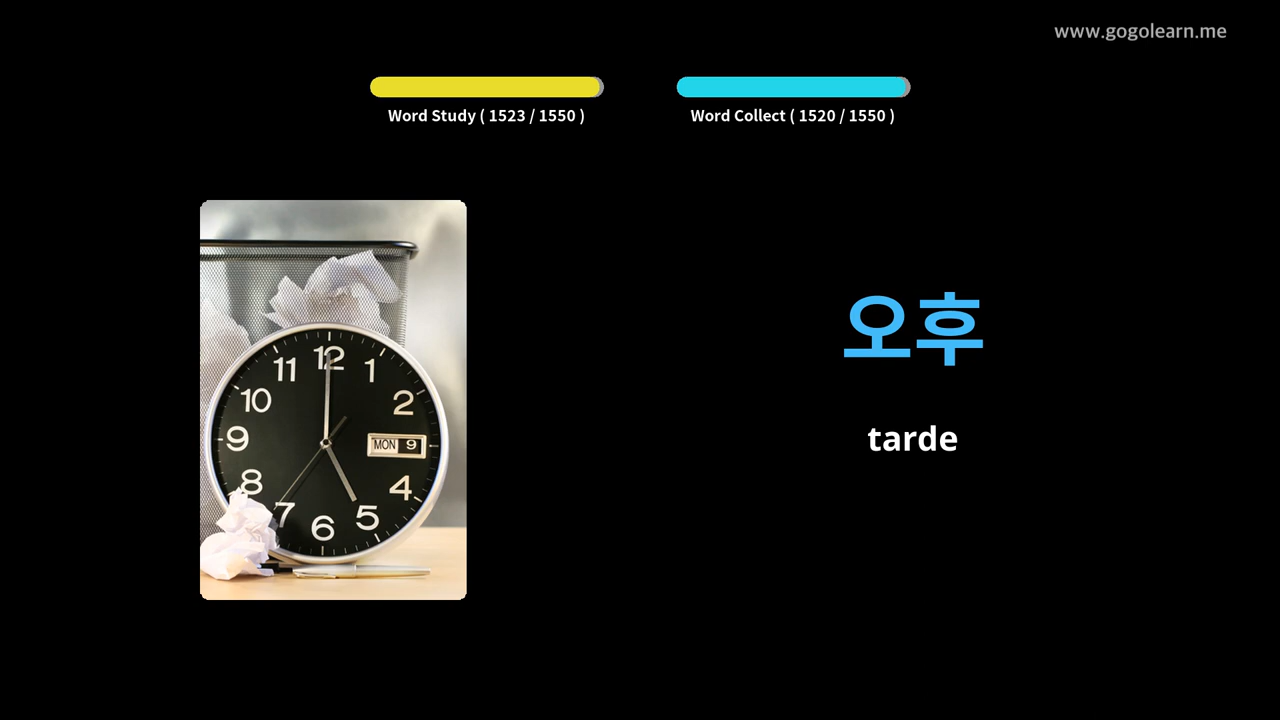 www.gogolearn.me
Word Study ( 1523 / 1550 )
Word Collect ( 1520 / 1550 )
오후
tarde
12
11
1
10
2
9
MON 9
8
4
7
5
6